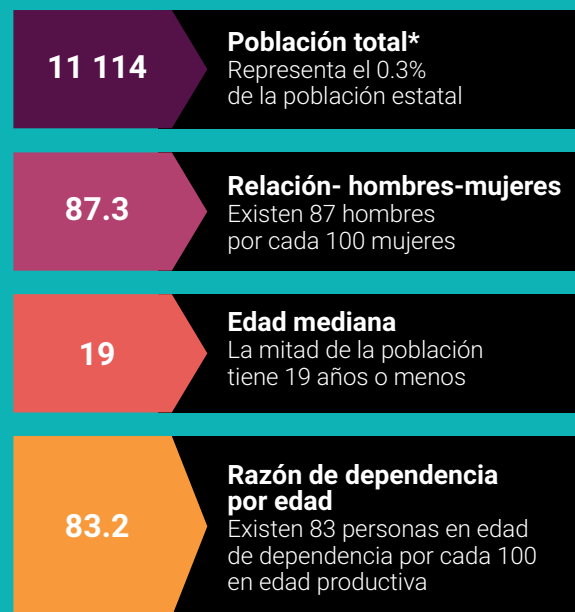 11 114
Población total*
Representa el 0.3%
de la población estatal
87.3
Relación- hombres-mujeres
Existen 87 hombres
por cada 100 mujeres
19
Edad mediana
La mitad de la población
tiene 19 años o menos
83.2
Razón de dependencia
por edad
Existen 83 personas en edad
de dependencia por cada 100
en edad productiva